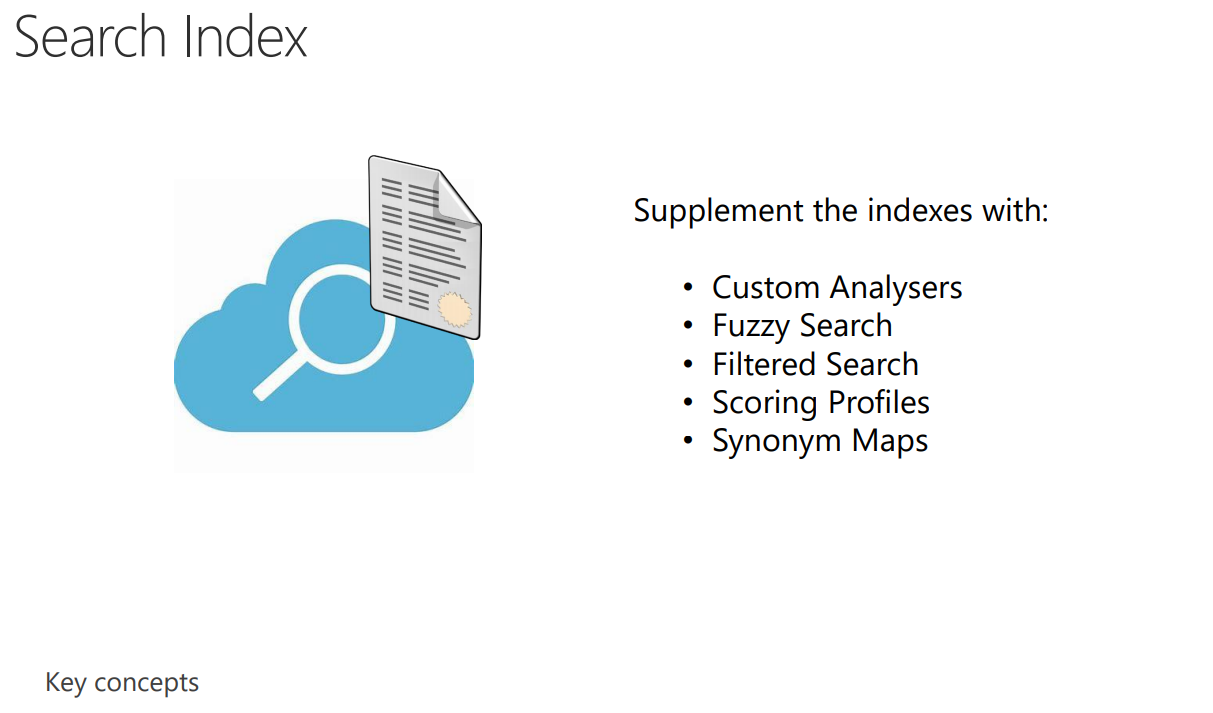 Search Index
Supplement the indexes with:
• Custom Analysers
• Fuzzy Search
• Filtered Search
• Scoring Profiles
• Synonym Maps
Key concepts